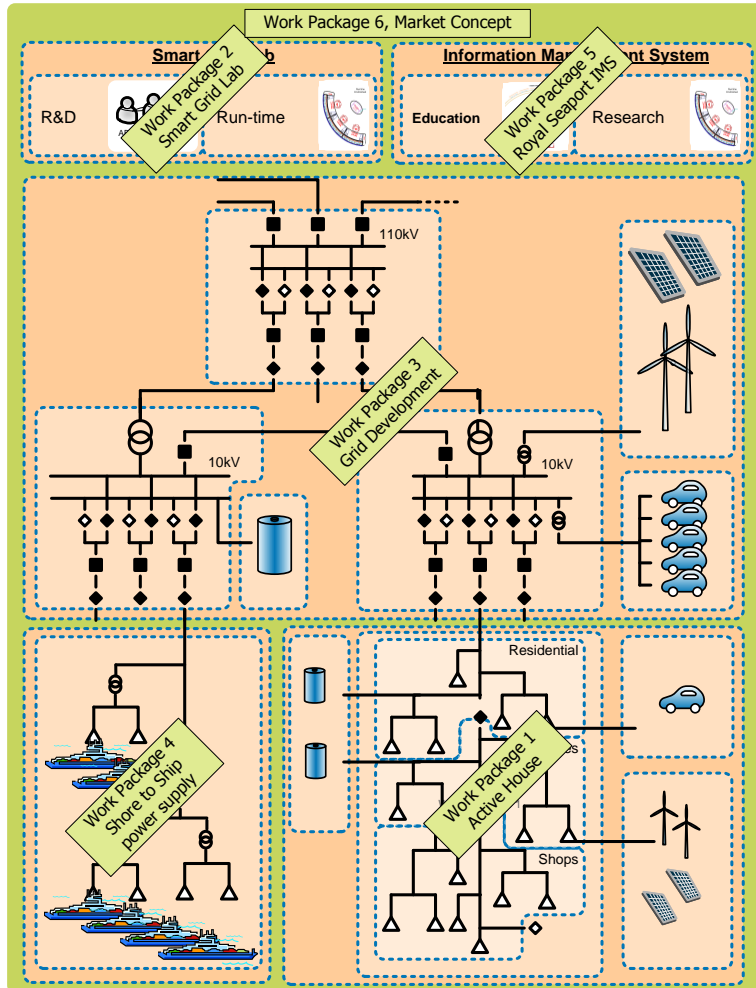 Work Package 6, Market Concept
Smart
Work Package 2
Smart Grid Lab
R&D
Run-time
Information
System
Work Package 5
Royal Seaport IMS
Education
Research
110kV
Work Package 3
Grid Development
10kV
10kV
Residential
Work Package 4
Shore to Ship
power supply
Work Package 1
Active House
Shops